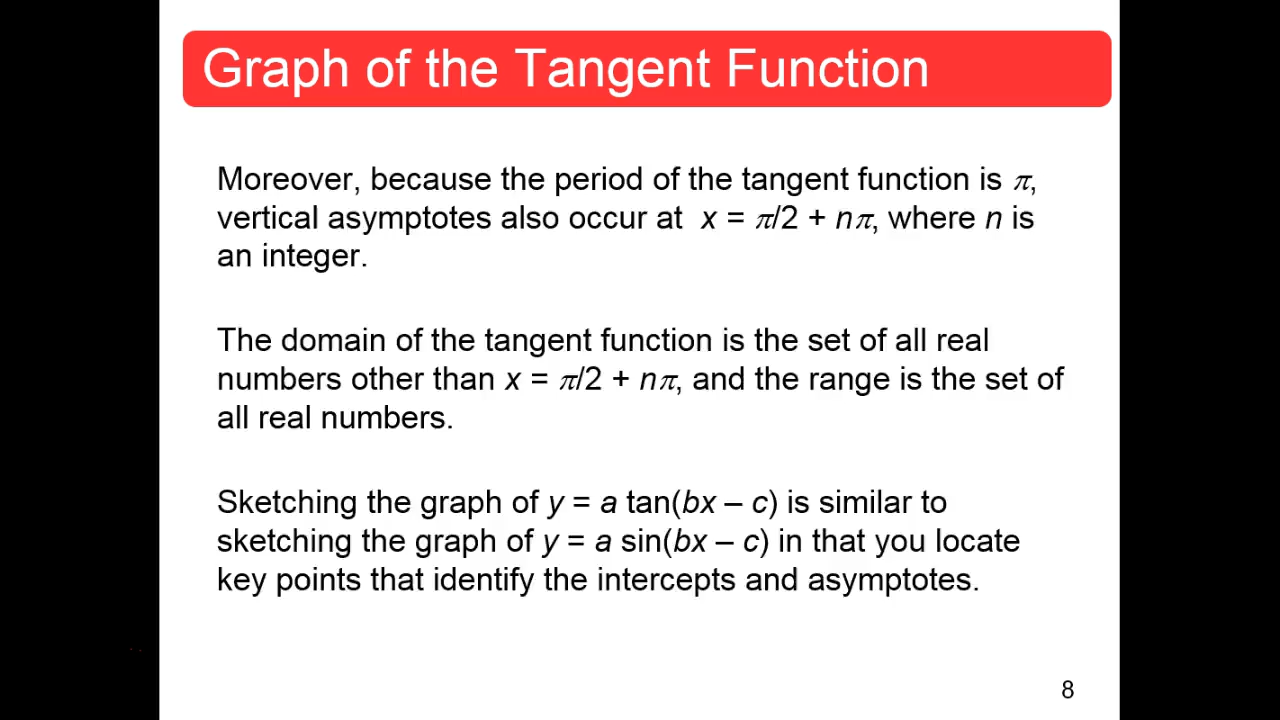 Graph of the Tangent Function
Moreover, because the period of the tangent function is π,
vertical asymptotes also occur at x = π/2 + nπ, where n is
an integer.
The domain of the tangent function is the set of all real
numbers other than x = π/2 + nπ, and the range is the set of
all real numbers.
Sketching the graph of y = a tan(bx – c) is similar to
sketching the graph of y = a sin(bx – c) in that you locate
key points that identify the intercepts and asymptotes.
8